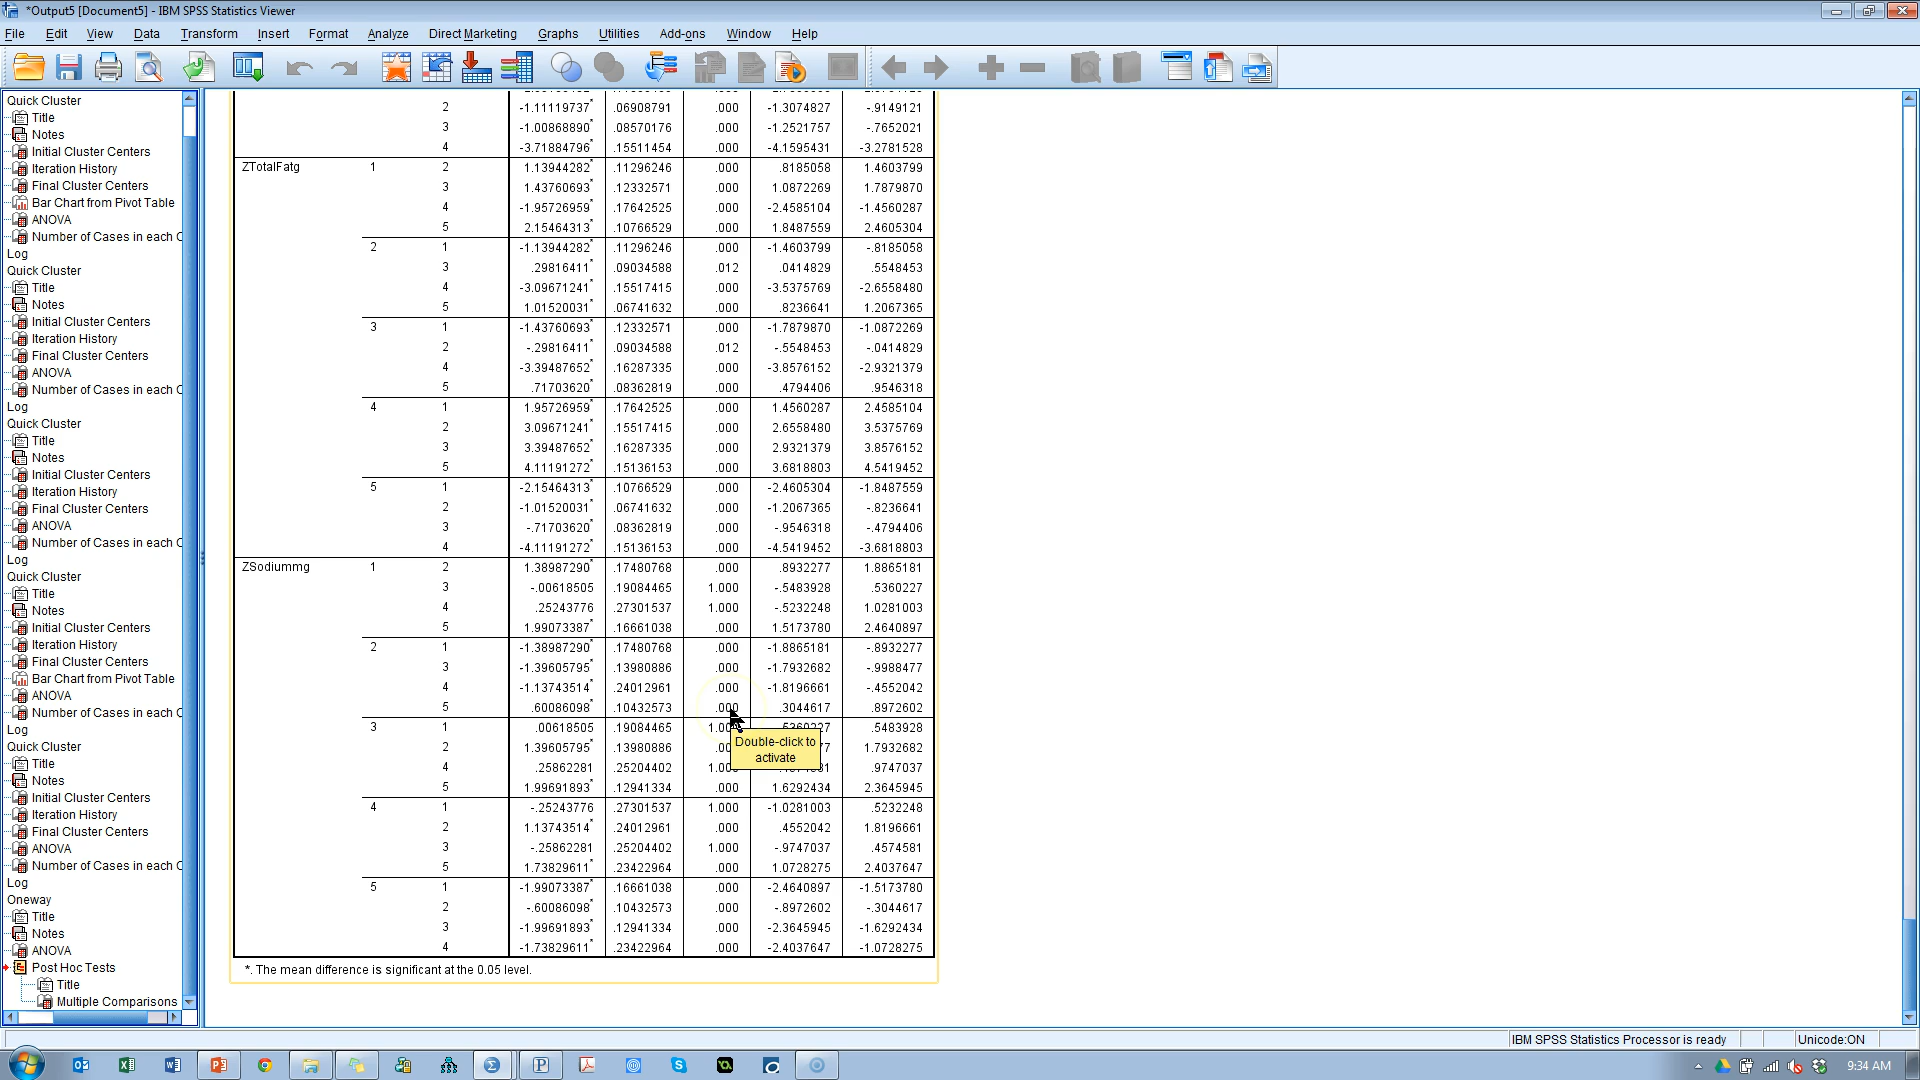 *Output5 [Document5] - IBM SPSS Statistics Viewer
File Edit View Data Transform Insert Format Analyze Direct Marketing Graphs Utilities Add-ons Window Help
Quick Cluster
Title
Notes
Initial Cluster Centers
Iteration History
Final Cluster Centers
Bar Chart from Pivot Table
ANOVA
Number of Cases in each C
Log
Quick Cluster
Title
Notes
Initial Cluster Centers
Iteration History
Final Cluster Centers
ANOVA
Number of Cases in each C
Log
Quick Cluster
Title
Notes
Initial Cluster Centers
Iteration History
Final Cluster Centers
ANOVA
Number of Cases in each C
Log
Quick Cluster
Title
Notes
Initial Cluster Centers
Iteration History
Final Cluster Centers
Bar Chart from Pivot Table
ANOVA
Number of Cases in each C
Log
Quick Cluster
Title
Notes
Initial Cluster Centers
Iteration History
Final Cluster Centers
ANOVA
Number of Cases in each C
Log
Oneway
Title
Notes
ANOVA
Post Hoc Tests
Title
Multiple Comparisons
2 -1.11119737* .06908791 .000 -1.3074827 -.9149121
3 -1.00868890* .08570176 .000 -1.2521757 -.7652021
4 -3.71884796* .15511454 .000 -4.1595431 -3.2781528
ZTotalFatg 1 2 1.13944282* .11296246 .000 .8185058 1.4603799
3 1.43760693* .12332571 .000 1.0872269 1.7879870
4 -1.95726959* .17642525 .000 -2.4585104 -1.4560287
5 2.15464313* .10766529 .000 1.8487559 2.4605304
2 1 -1.13944282* .11296246 .000 -1.4603799 -.8185058
3 .29816411* .09034588 .012 .0414829 .5548453
4 -3.09671241* .15517415 .000 -3.5375769 -2.6558480
5 1.01520031* .06741632 .000 .8236641 1.2067365
3 1 -1.43760693* .12332571 .000 -1.7879870 -1.0872269
2 -.29816411* .09034588 .012 -.5548453 -.0414829
4 -3.39487652* .16287335 .000 -3.8576152 -2.9321379
5 .71703620* .08362819 .000 .4794406 .9546318
4 1 1.95726959* .17642525 .000 1.4560287 2.4585104
2 3.09671241* .15517415 .000 2.6558480 3.5375769
3 3.39487652* .16287335 .000 2.9321379 3.8576152
5 4.11191272* .15136153 .000 3.6818803 4.5419452
5 1 -2.15464313* .10766529 .000 -2.4605304 -1.8487559
2 -1.01520031* .06741632 .000 -1.2067365 -.8236641
3 -.71703620* .08362819 .000 -.9546318 -.4794406
4 -4.11191272* .15136153 .000 -4.5419452 -3.6818803
ZSodiummg 1 2 1.38987290* .17480768 .000 .8932277 1.8865181
3 -.00618505 .19084465 1.000 -.5483928 .5360227
4 .25243776 .27301537 1.000 -.5232248 1.0281003
5 1.99073387* .16661038 .000 1.5173780 2.4640897
2 1 -1.38987290* .17480768 .000 -1.8865181 -.8932277
3 -1.39605795* .13980886 .000 -1.7932682 -.9988477
4 -1.13743514* .24012961 .000 -1.8196661 -.4552042
5 .60086098* .10432573 .000 .3044617 .8972602
3 1 .00618505 .19084465 .5483928
2 1.39605795* .13980886 1.7932682
4 .25862281 .25204402 .9747037
5 1.99691893* .12941334 .000 1.6292434 2.3645945
4 1 -.25243776 .27301537 1.000 -1.0281003 .5232248
2 1.13743514* .24012961 .000 .4552042 1.8196661
3 -.25862281 .25204402 1.000 -.9747037 .4574581
5 1.73829611* .23422964 .000 1.0728275 2.4037647
5 1 -1.99073387* .16661038 .000 -2.4640897 -1.5173780
2 -.60086098* .10432573 .000 -.8972602 -.3044617
3 -1.99691893* .12941334 .000 -2.3645945 -1.6292434
4 -1.73829611* .23422964 .000 -2.4037647 -1.0728275
*. The mean difference is significant at the 0.05 level.
Double-click to
activate
IBM SPSS Statistics Processor is ready
Unicode:ON
9:34 AM